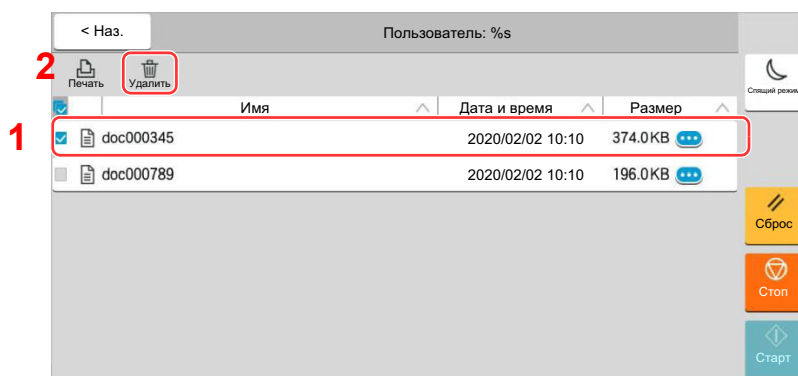 < Наз.
Пользователь: %s
2
Печать
Удалить
Спящий режим
Имя
Дата и время
Размер
1
doc000345
2020/02/02 10:10
374.0KB
doc000789
2020/02/02 10:10
196.0KB
Сброс
Стоп
Старт